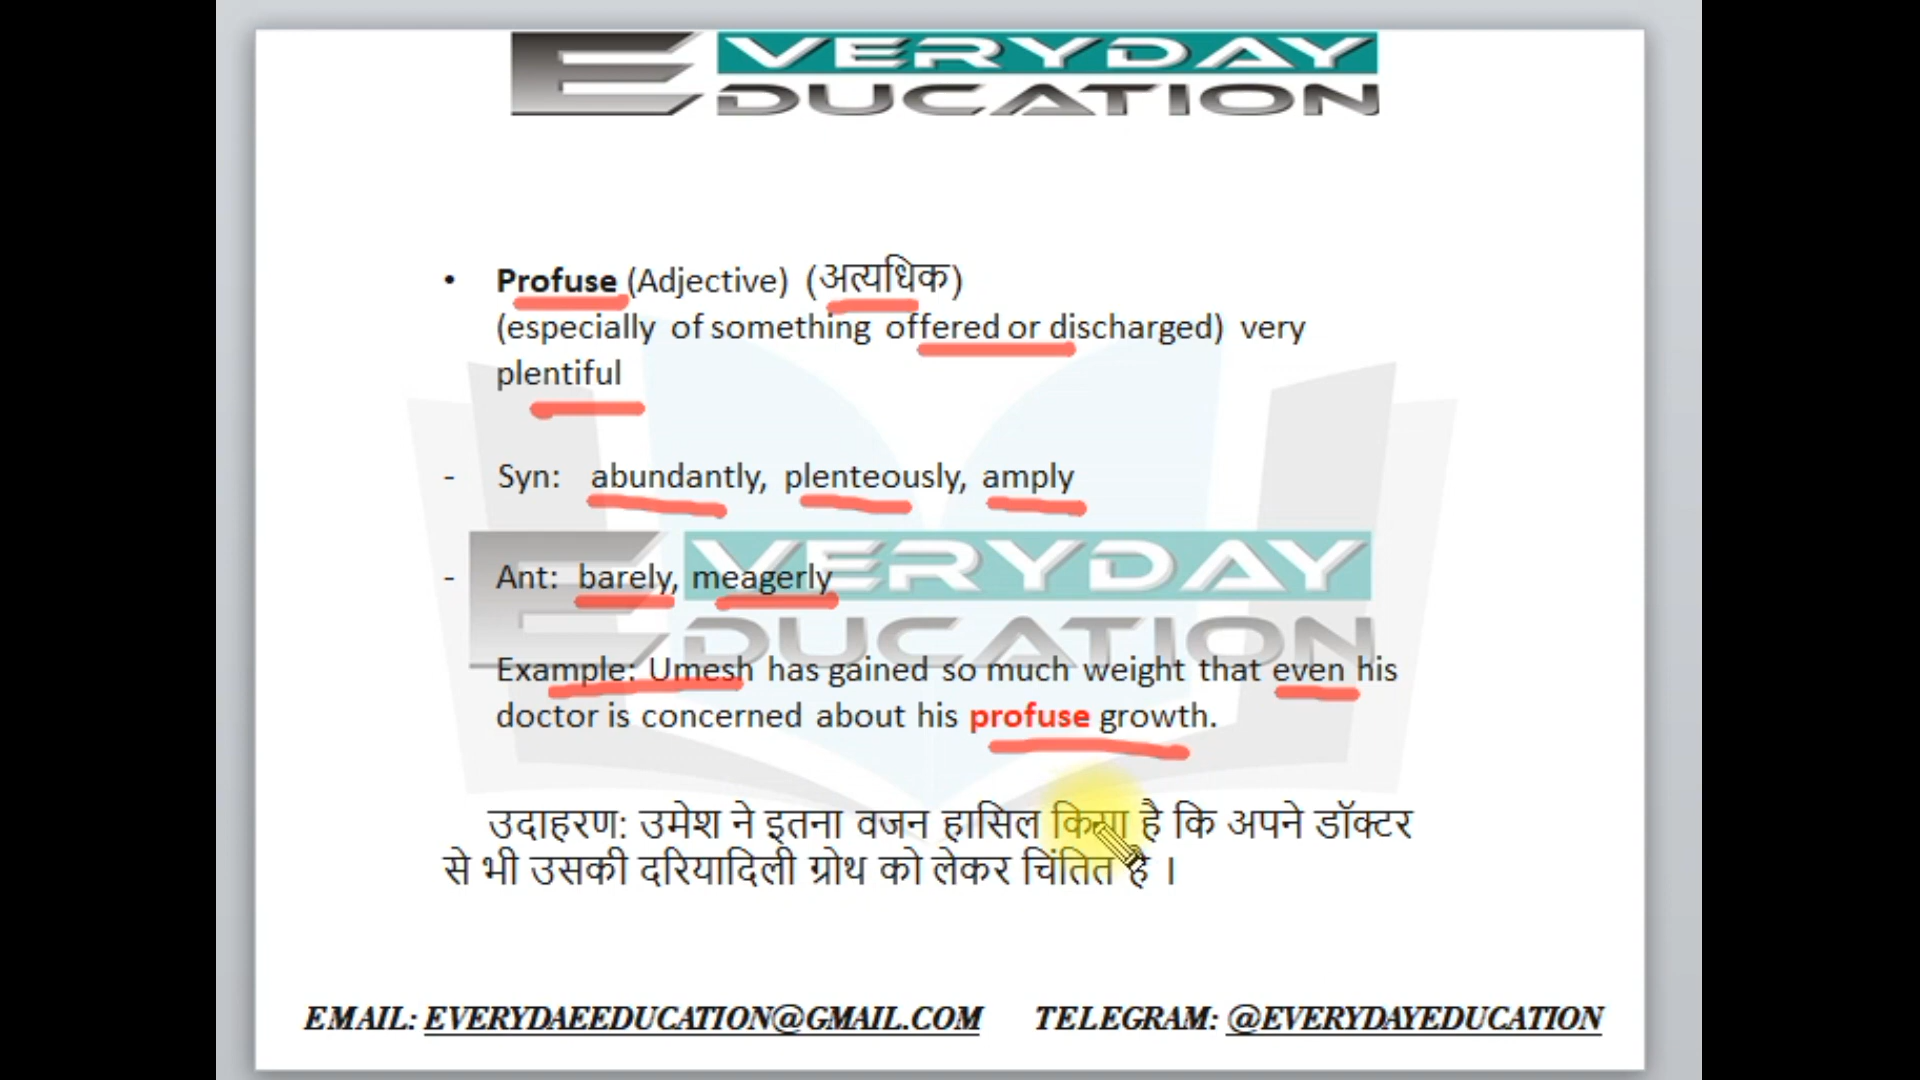 EVERYDAY
EDUCATION
• Profuse (Adjective) (अत्यधिक)
(especially of something offered or discharged) very
plentiful
- Syn: abundantly, plenteously, amply
- Ant: barely, meagerly
EVERYDAY
EDUCATION
Example: Umesh has gained so much weight that even his
doctor is concerned about his profuse growth.
उदाहरण: उमेश ने इतना वजन हासिल किया है कि अपने डॉक्टर
से भी उसकी दरियादिली ग्रोथ को लेकर चिंतित है ।
EMAIL: EVERYDAEEDUCATION@GMAIL.COM TELEGRAM: @EVERYDAYEDUCATION